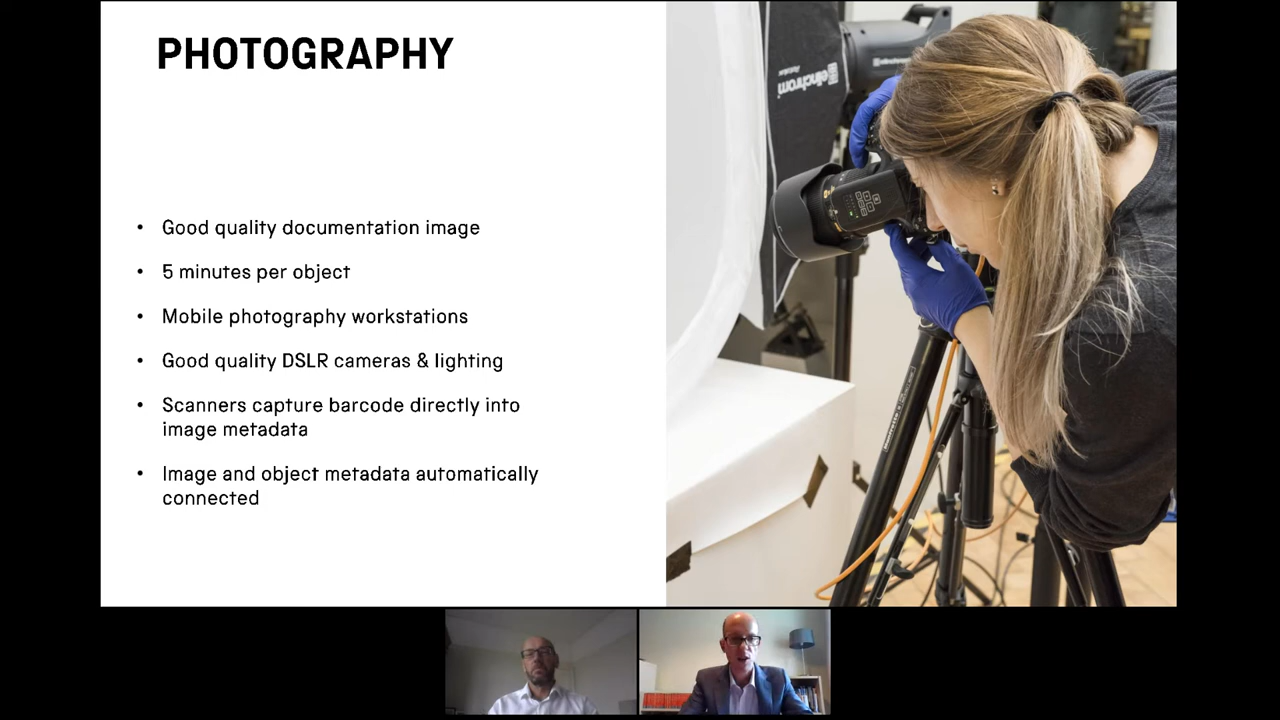 PHOTOGRAPHY
• Good quality documentation image
• 5 minutes per object
• Mobile photography workstations
• Good quality DSLR cameras & lighting
• Scanners capture barcode directly into
image metadata
• Image and object metadata automatically
connected
elinchrom